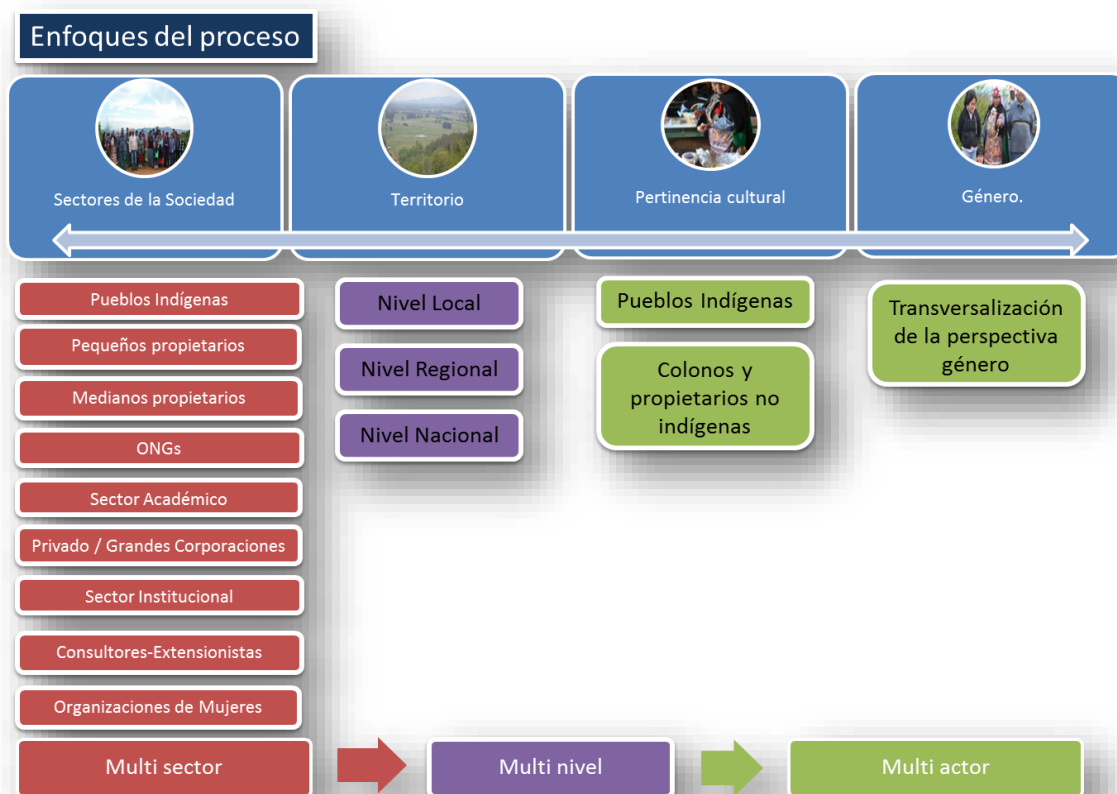 Enfoques del proceso
Sectores de la Sociedad
Territorio
Pertinencia cultural
Género.
Pueblos Indígenas
Pequeños propietarios
Medianos propietarios
ONGs
Sector Académico
Privado / Grandes Corporaciones
Sector Institucional
Consultores-Extensionistas
Organizaciones de Mujeres
Nivel Local
Nivel Regional
Nivel Nacional
Pueblos Indígenas
Colonos y
propietarios no
indígenas
Transversalización
de la perspectiva
género
Multi sector
Multi nivel
Multi actor